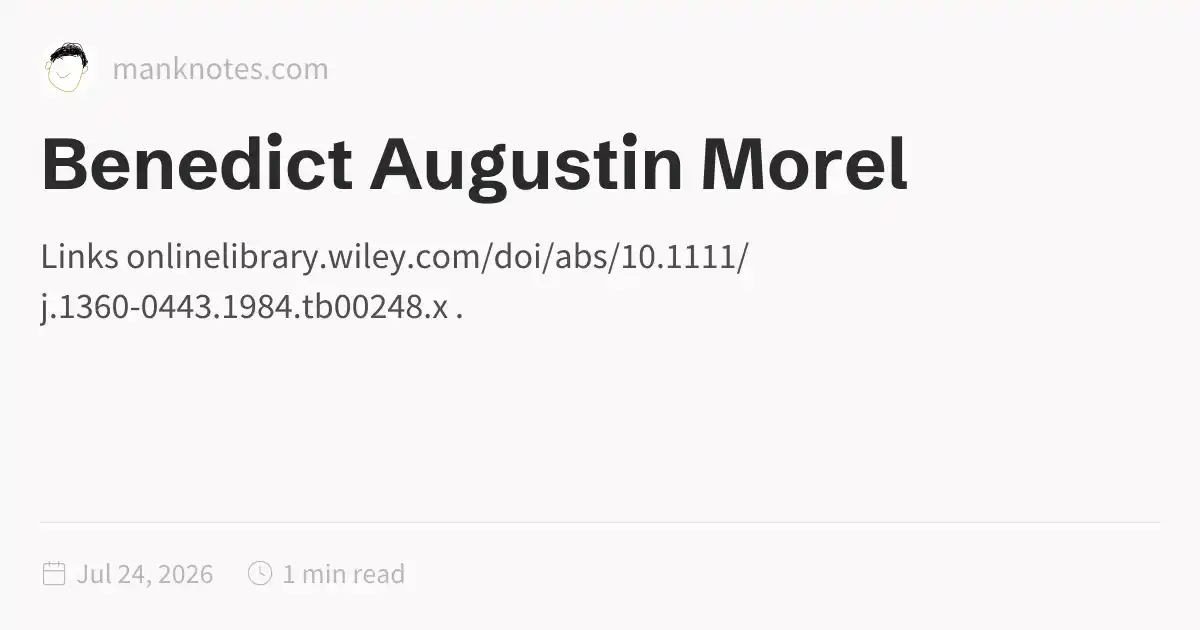 manknotes.com
Benedict Augustin Morel
Links onlinelibrary.wiley.com/doi/abs/10.1111/
j.1360-0443.1984.tb00248.x .
Jul 24, 2026 1 min read